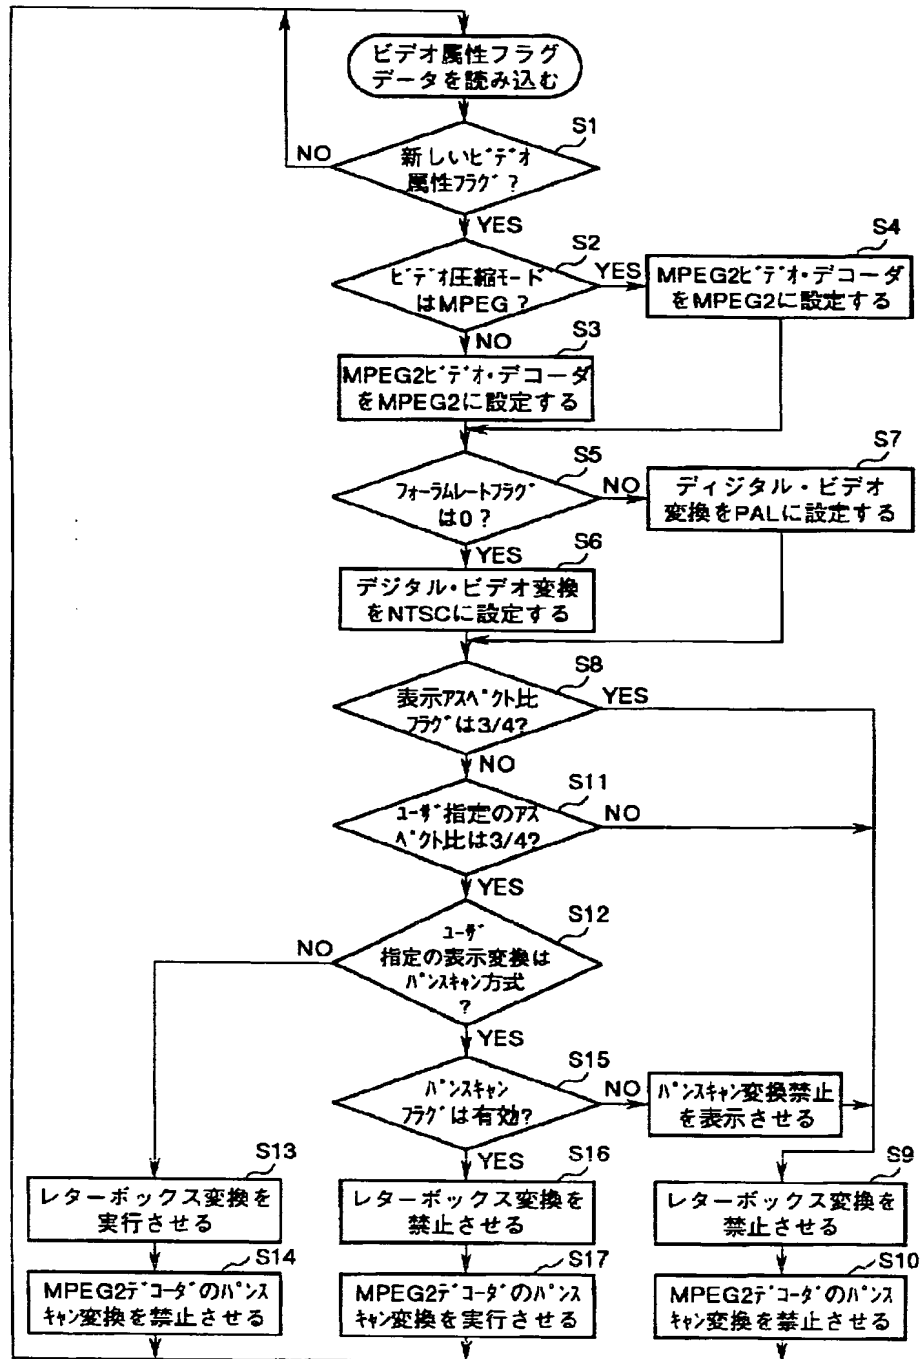 ビデオ属性フラグ
データを読み込む
S1
NO
新しいビデオ
属性フラグ?
YES
S2
ビデオ圧縮モード
はMPEG?
YES
S4
MPEG2ビデオ・デコーダ
をMPEG2に設定する
NO
S3
MPEG2ビデオ・デコーダ
をMPEG2に設定する
S5
フォーラムレートフラグ
は0?
NO
S7
ディジタル・ビデオ
変換をPALに設定する
YES
S6
デジタル・ビデオ変換
をNTSCに設定する
S8
表示アスペクト比
フラグは3/4?
YES
NO
S11
ユーザ指定のアス
ペクト比は3/4?
NO
YES
S12
ユーザ
指定の表示変換は
パンスキャン方式
?
NO
YES
S15
パンスキャン
フラグは有効?
NO
パンスキャン変換禁止
を表示させる
YES
S13
レターボックス変換を
実行させる
S16
レターボックス変換を
禁止させる
S9
レターボックス変換を
禁止させる
S14
MPEG2デコーダのパンス
キャン変換を禁止させる
S17
MPEG2デコーダのパンス
キャン変換を実行させる
S10
MPEG2デコーダのパンス
キャン変換を禁止させる